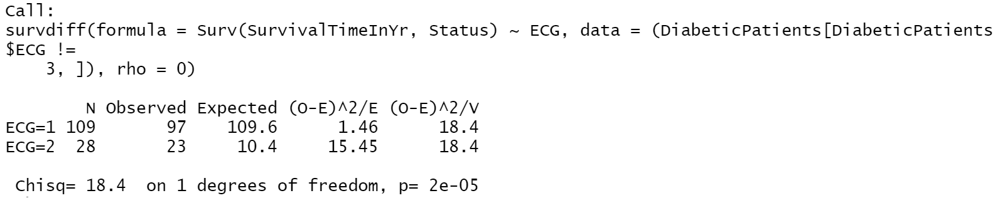 Call:
survdiff(formula = Surv(SurvivalTimeInYr, Status) ~ ECG, data = (DiabeticPatients[DiabeticPatients
$ECG !=
    3, ]), rho = 0)

        N Observed Expected (O-E)^2/E (O-E)^2/V
ECG=1 109       97    109.6      1.46      18.4
ECG=2  28       23     10.4     15.45      18.4

 Chisq= 18.4  on 1 degrees of freedom, p= 2e-05